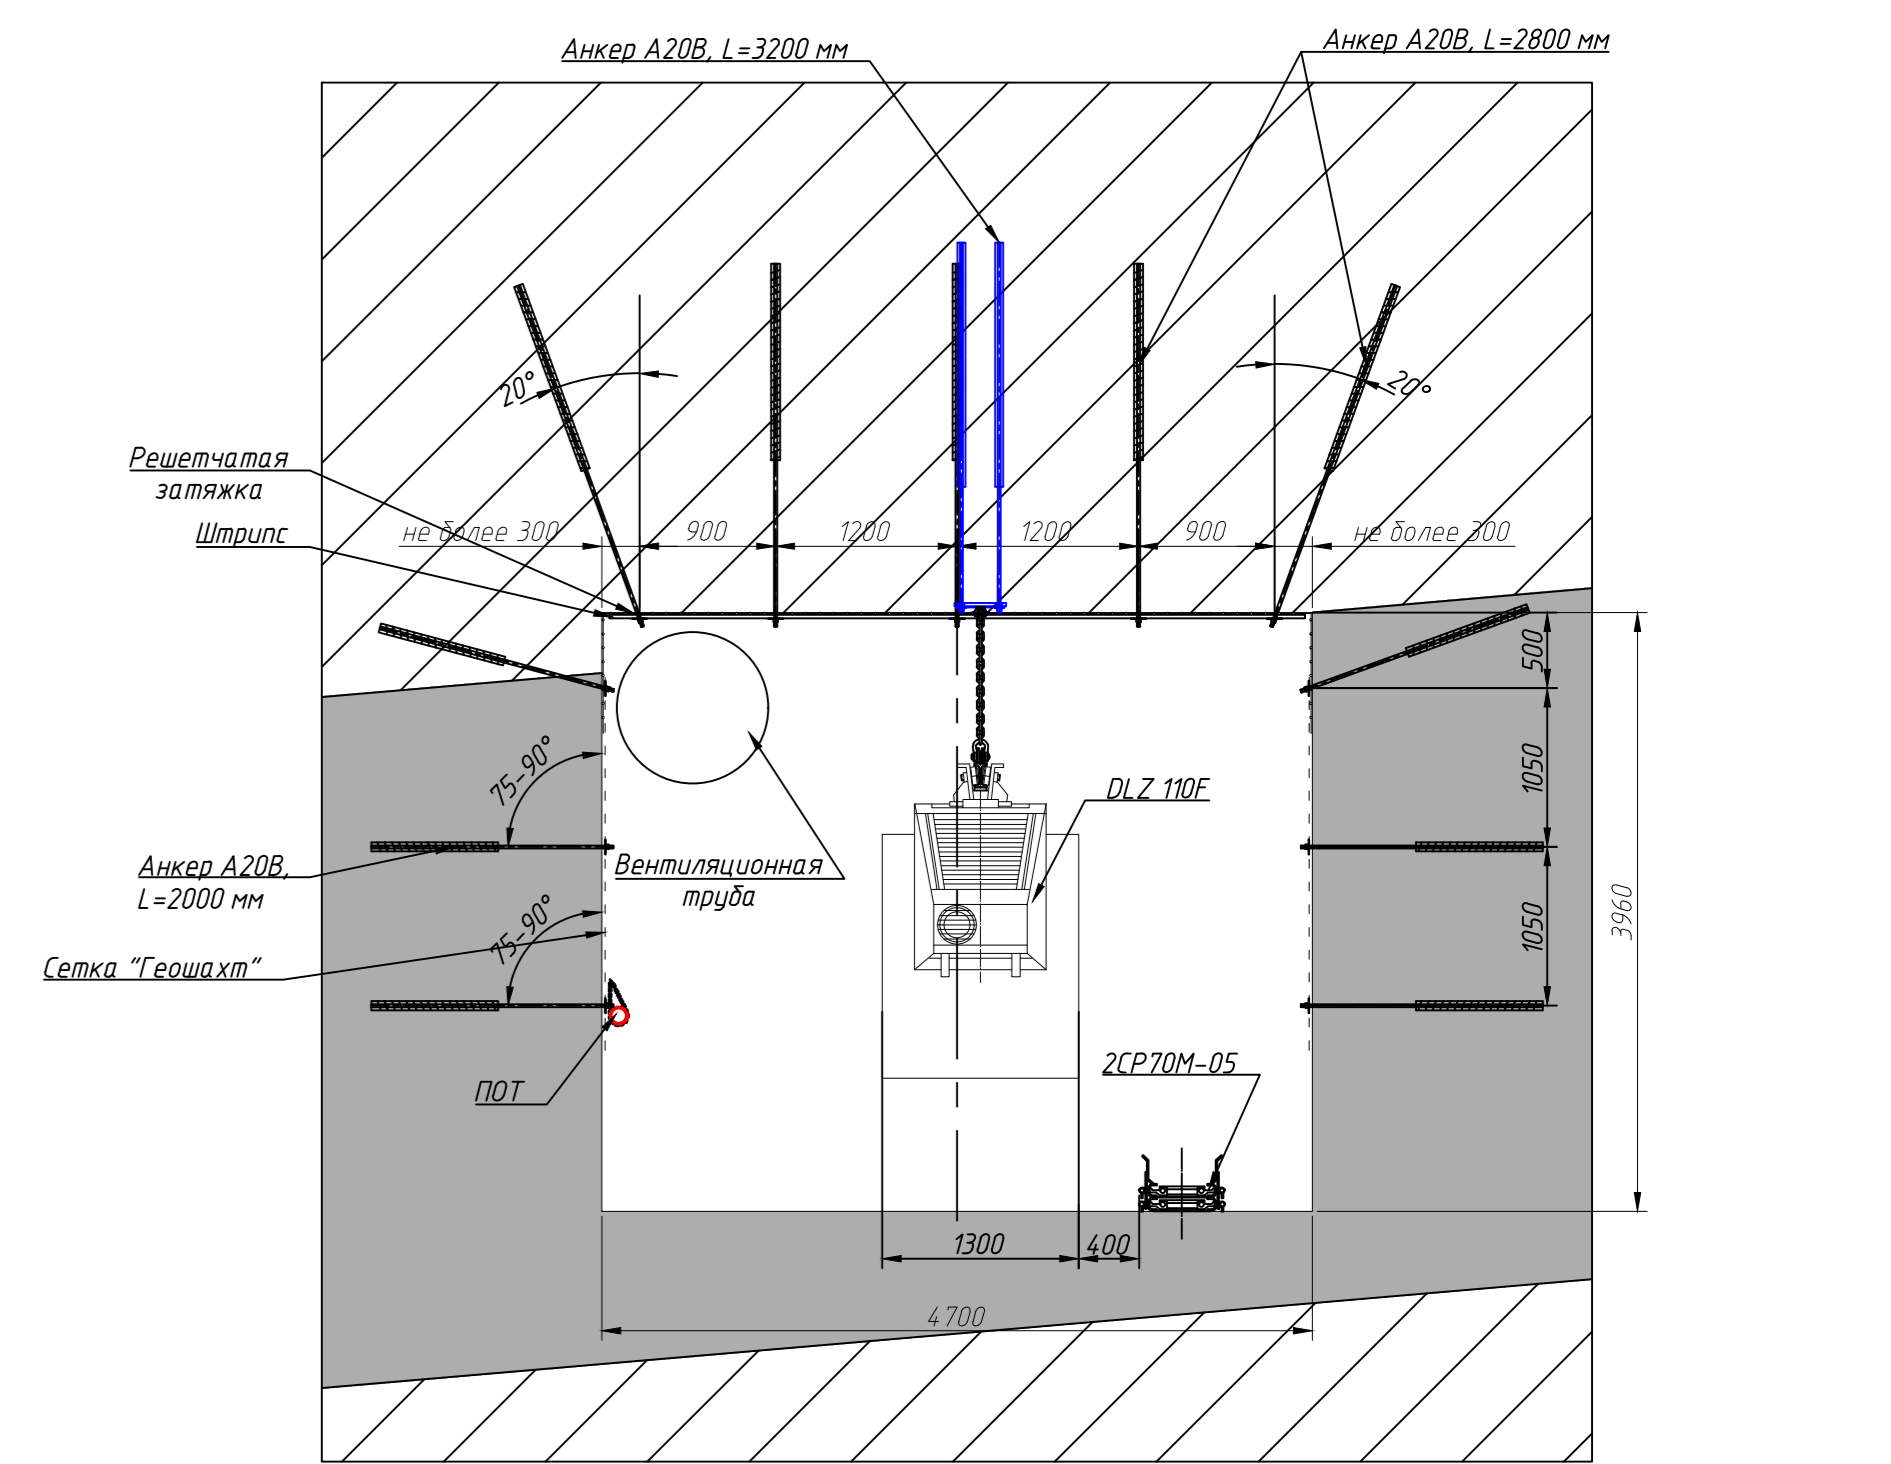 Анкер А20В, L=3200 мм
Анкер А20В, L=2800 мм
20°
20°
Решетчатая
затяжка
Штрипс
не более 300
900
1200
1200
900
не более 300
500
1050
1050
3960
75-90°
75-90°
DLZ 110F
Анкер А20В,
L=2000 мм
Вентиляционная
труба
Сетка "Геошахт"
ПОТ
2СР70М-05
1300
400
4700